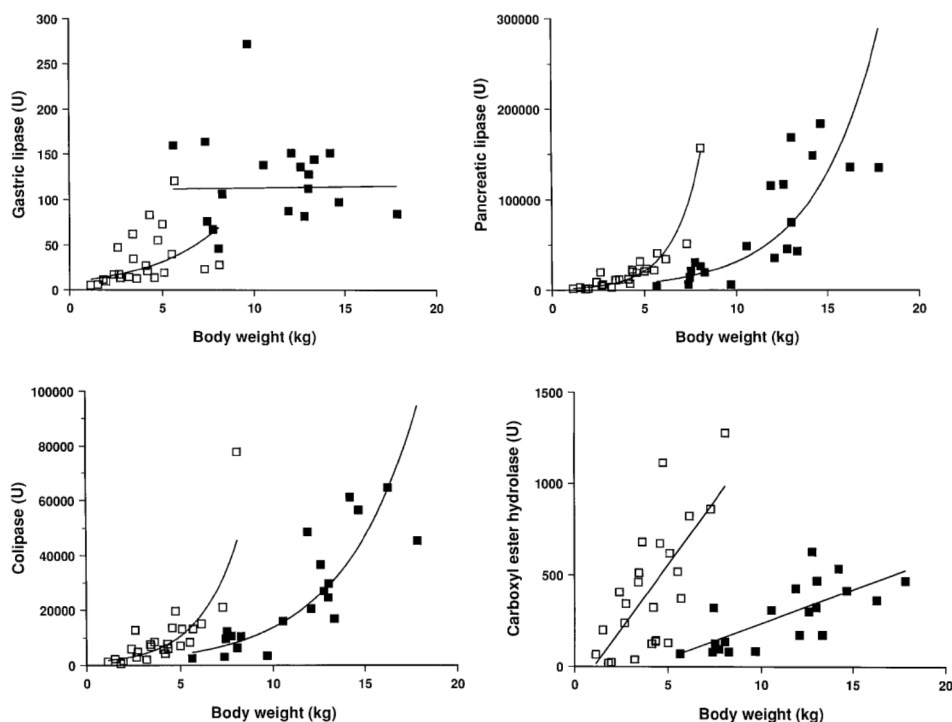 300
250
200
150
100
50
0
Gastric lipase (U)
0 5 10 15 20
Body weight (kg)
300000
200000
100000
0
Pancreatic lipase (U)
0 5 10 15 20
Body weight (kg)
100000
80000
60000
40000
20000
0
Colipase (U)
0 5 10 15 20
Body weight (kg)
1500
1000
500
0
Carboxyl ester hydrolase (U)
0 5 10 15 20
Body weight (kg)